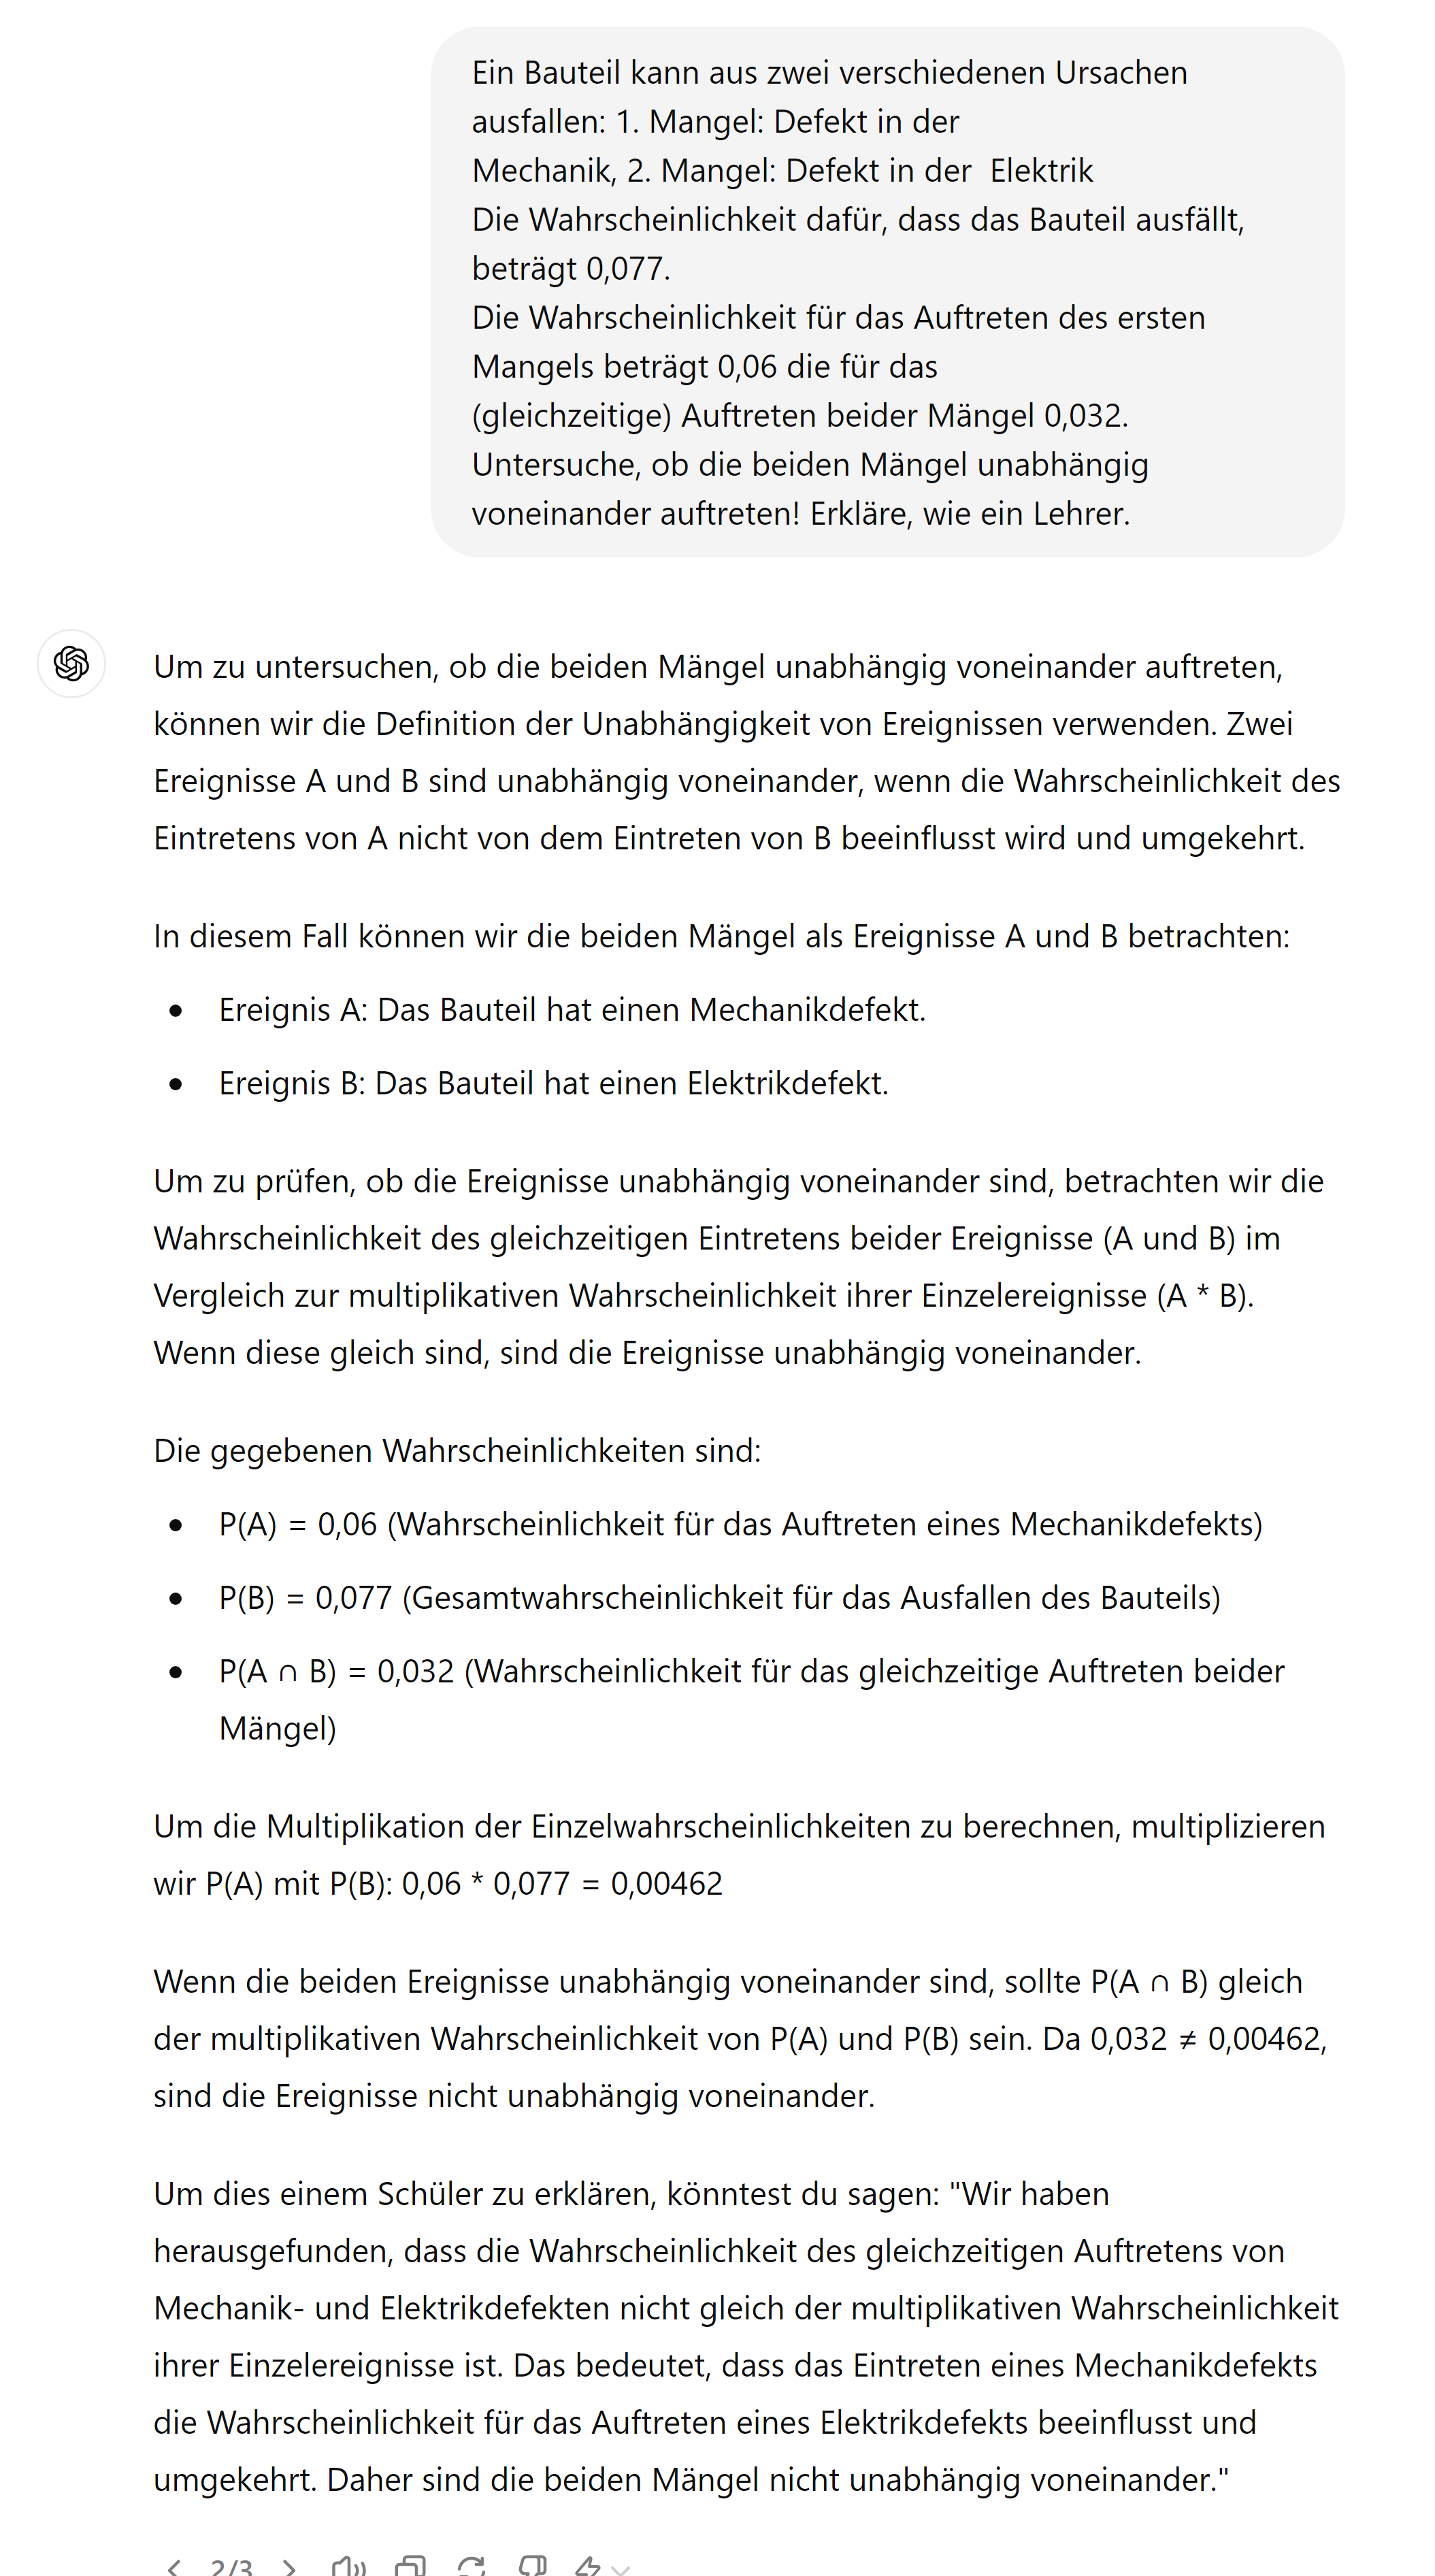 Ein Bauteil kann aus zwei verschiedenen Ursachen
ausfallen: 1. Mangel: Defekt in der
Mechanik, 2. Mangel: Defekt in der  Elektrik
Die Wahrscheinlichkeit dafür, dass das Bauteil ausfällt,
beträgt 0,077.
Die Wahrscheinlichkeit für das Auftreten des ersten
Mangels beträgt 0,06 die für das
(gleichzeitige) Auftreten beider Mängel 0,032.
Untersuche, ob die beiden Mängel unabhängig
voneinander auftreten! Erkläre, wie ein Lehrer.
Um zu untersuchen, ob die beiden Mängel unabhängig voneinander auftreten,
können wir die Definition der Unabhängigkeit von Ereignissen verwenden. Zwei
Ereignisse A und B sind unabhängig voneinander, wenn die Wahrscheinlichkeit des
Eintretens von A nicht von dem Eintreten von B beeinflusst wird und umgekehrt.
In diesem Fall können wir die beiden Mängel als Ereignisse A und B betrachten:
• Ereignis A: Das Bauteil hat einen Mechanikdefekt.
• Ereignis B: Das Bauteil hat einen Elektrikdefekt.
Um zu prüfen, ob die Ereignisse unabhängig voneinander sind, betrachten wir die
Wahrscheinlichkeit des gleichzeitigen Eintretens beider Ereignisse (A und B) im
Vergleich zur multiplikativen Wahrscheinlichkeit ihrer Einzelereignisse (A * B).
Wenn diese gleich sind, sind die Ereignisse unabhängig voneinander.
Die gegebenen Wahrscheinlichkeiten sind:
• P(A) = 0,06 (Wahrscheinlichkeit für das Auftreten eines Mechanikdefekts)
• P(B) = 0,077 (Gesamtwahrscheinlichkeit für das Ausfallen des Bauteils)
• P(A ∩ B) = 0,032 (Wahrscheinlichkeit für das gleichzeitige Auftreten beider
Mängel)
Um die Multiplikation der Einzelwahrscheinlichkeiten zu berechnen, multiplizieren
wir P(A) mit P(B): 0,06 * 0,077 = 0,00462
Wenn die beiden Ereignisse unabhängig voneinander sind, sollte P(A ∩ B) gleich
der multiplikativen Wahrscheinlichkeit von P(A) und P(B) sein. Da 0,032 ≠ 0,00462,
sind die Ereignisse nicht unabhängig voneinander.
Um dies einem Schüler zu erklären, könntest du sagen: "Wir haben
herausgefunden, dass die Wahrscheinlichkeit des gleichzeitigen Auftretens von
Mechanik- und Elektrikdefekten nicht gleich der multiplikativen Wahrscheinlichkeit
ihrer Einzelereignisse ist. Das bedeutet, dass das Eintreten eines Mechanikdefekts
die Wahrscheinlichkeit für das Auftreten eines Elektrikdefekts beeinflusst und
umgekehrt. Daher sind die beiden Mängel nicht unabhängig voneinander."
2/3